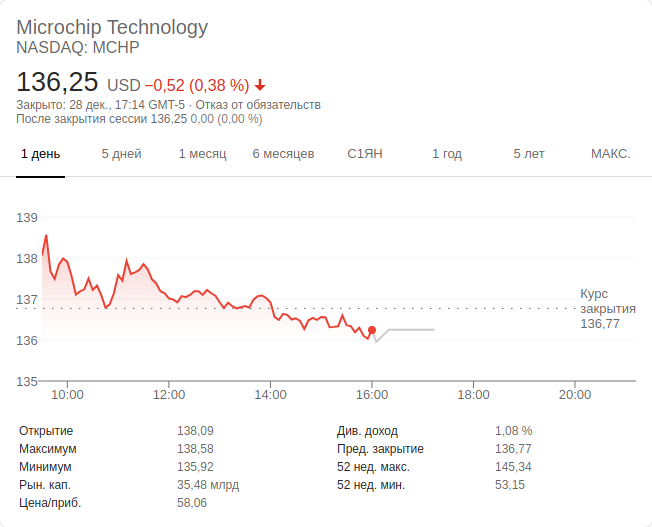 Microchip Technology
NASDAQ: MCHP
136,25 USD −0,52 (0,38 %)
Закрыто: 28 дек., 17:14 GMT-5 · Отказ от обязательств
После закрытия сессии 136,25 0,00 (0,00 %)
1 день 5 дней 1 месяц 6 месяцев С1ЯН 1 год 5 лет МАКС.
139
138
137
136
135
Курс
закрытия
136,77
10:00 12:00 14:00 16:00 18:00 20:00
Открытие 138,09 Див. доход 1,08 %
Максимум 138,58 Пред. закрытие 136,77
Минимум 135,92 52 нед. макс. 145,34
Рын. кап. 35,48 млрд 52 нед. мин. 53,15
Цена/приб. 58,06